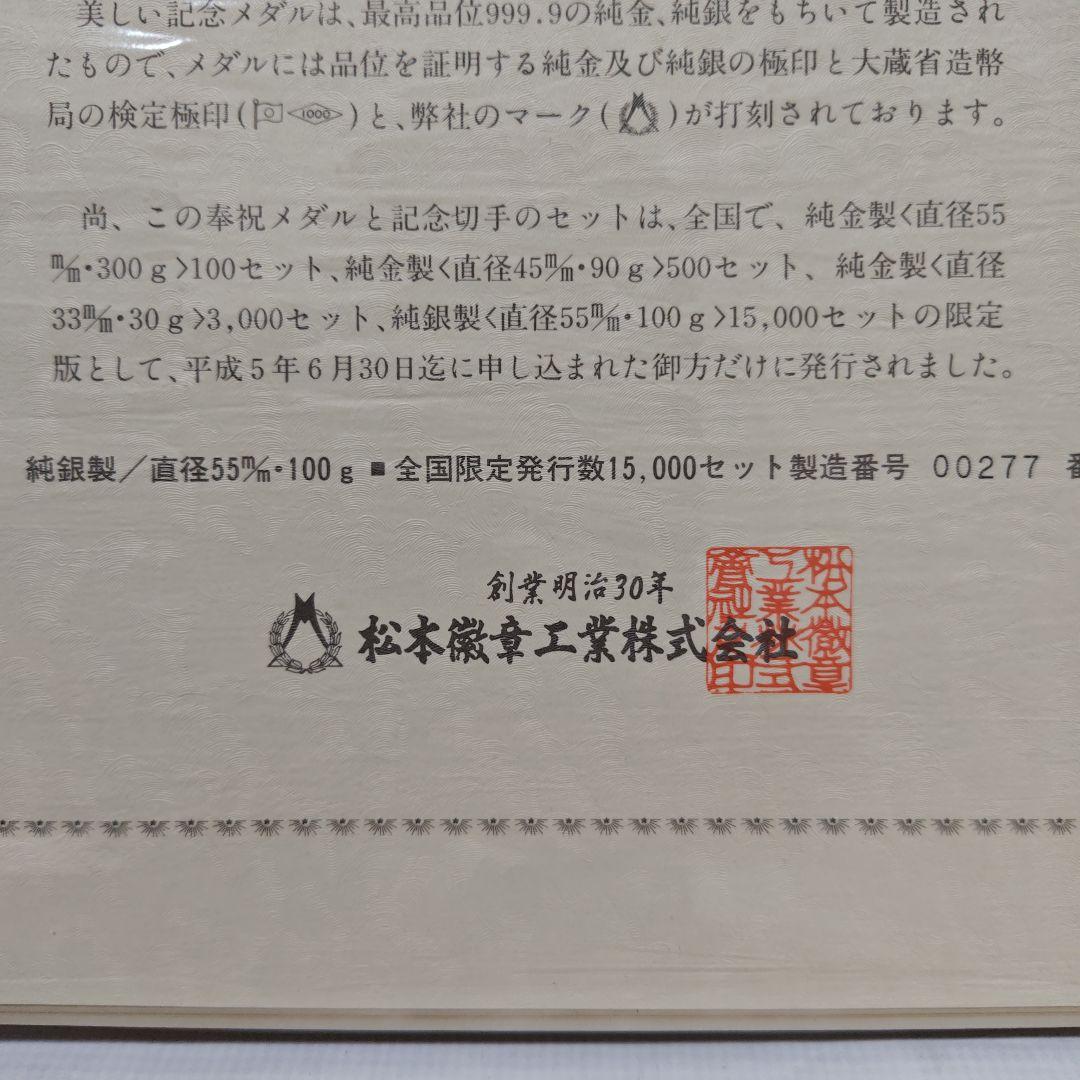 美しい記念メダルは、最高品位999.9の純金、純銀をもちいて製造され
たもので、メダルには品位を証明する純金及び純銀の極印と大蔵省造幣
局の検定極印(<1000>)と、弊社のマーク()が打刻されております。
尚、この奉祝メダルと記念切手のセットは、全国で、純金製<直径55
m/m・300g>100セット、純金製<直径45m/m・90g>500セット、純金製<直径
33m/m・30g>3,000セット、純銀製<直径55m/m・100g>15,000セットの限定
版として、平成5年6月30日迄に申し込まれた御方だけに発行されました。
純銀製/直径55m/m・100g■全国限定発行数15,000セット製造番号 00277
創業明治30年
松本徽章工業株式会社